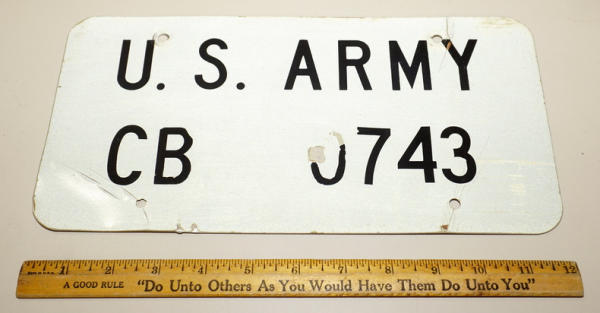 U. S. ARMY
CB 0743
1 2 3 4 5 6 7 8 9 10 11 12
A GOOD RULE "Do Unto Others As You Would Have Them Do Unto You"